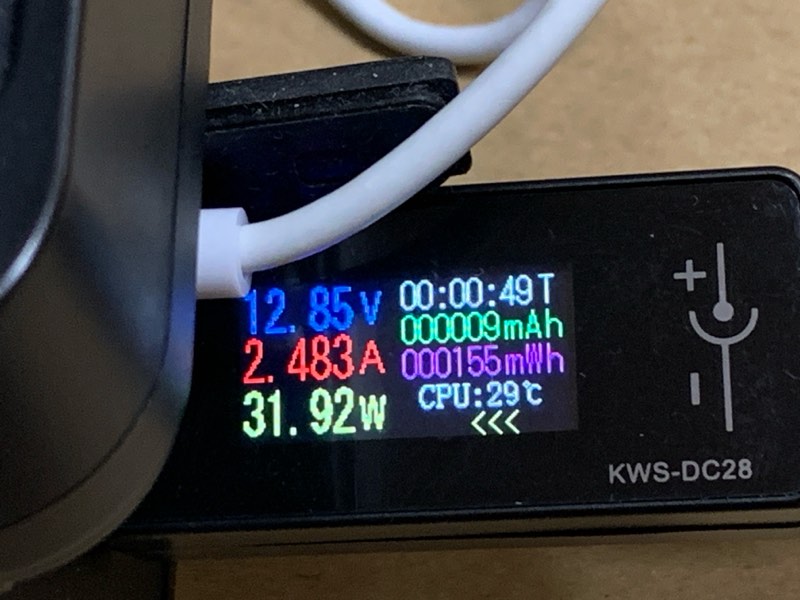 12.85V
2.483A
31.92W
00:00:49T
000009mAh
000155mWh
CPU:29℃
<<<
+
-
KWS-DC28